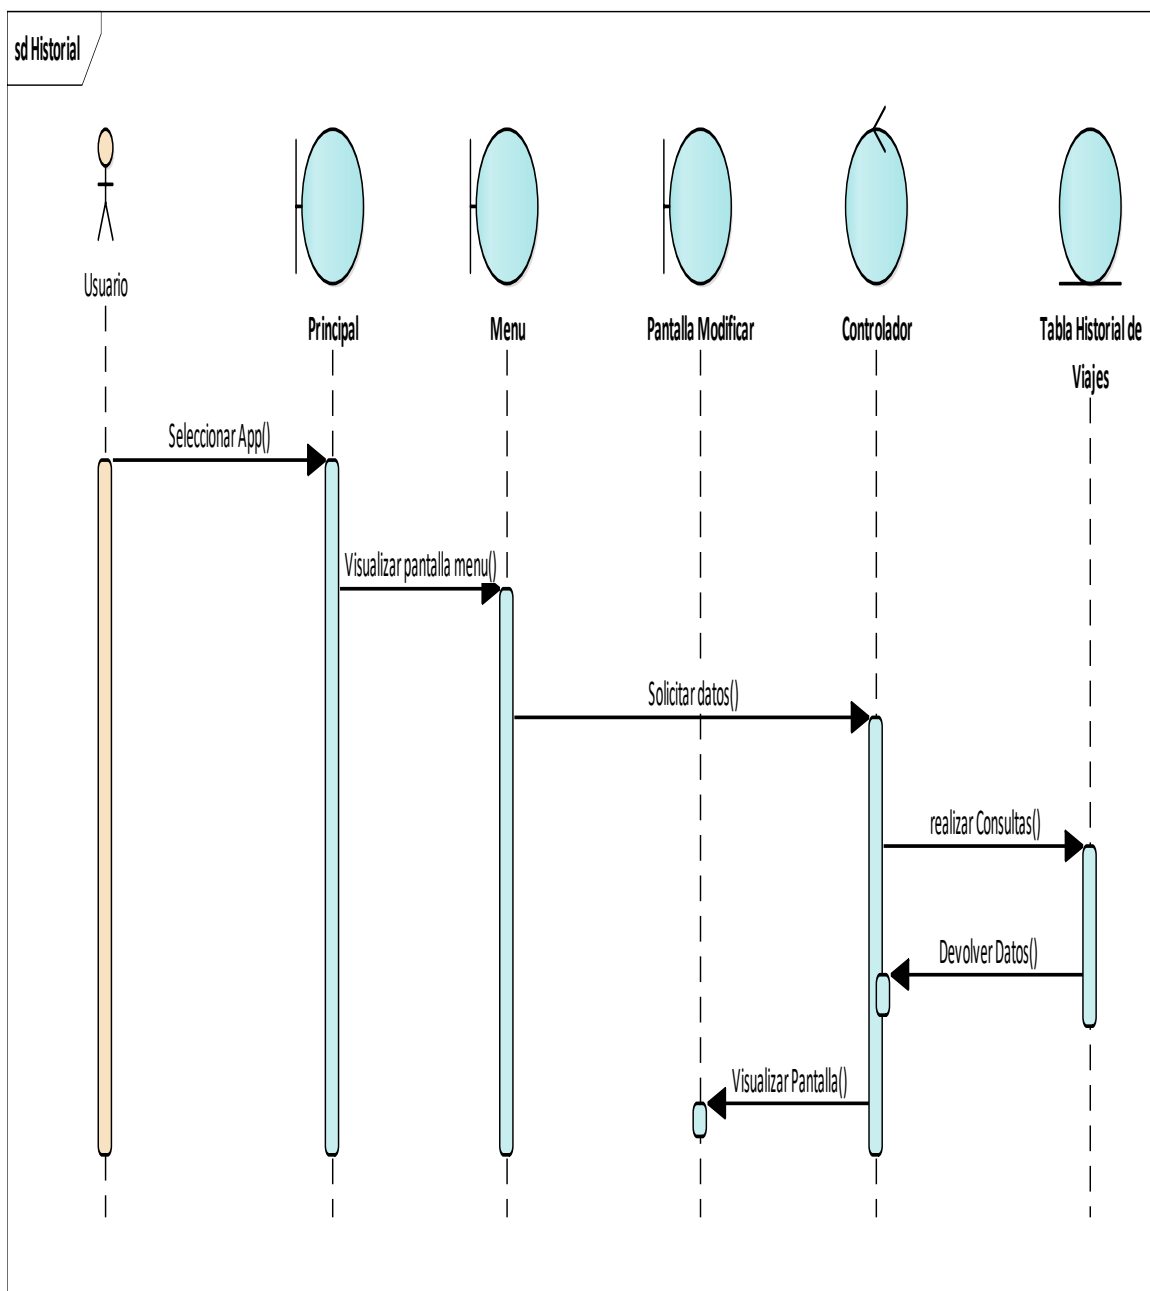 sd Historial
Usuario
Principal
Menu
Pantalla Modificar
Controlador
Tabla Historial de
Viajes
Seleccionar App()
Visualizar pantalla menu()
Solicitar datos()
realizar Consultas()
Devolver Datos()
Visualizar Pantalla()